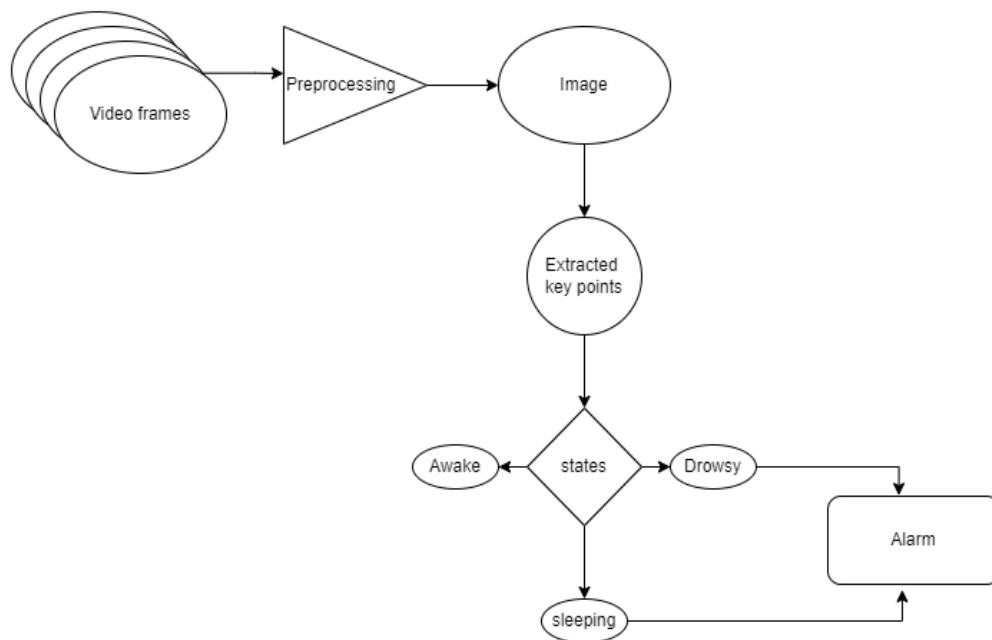 Video frames
Preprocessing
Image
Extracted
key points
Awake
states
Drowsy
Alarm
sleeping